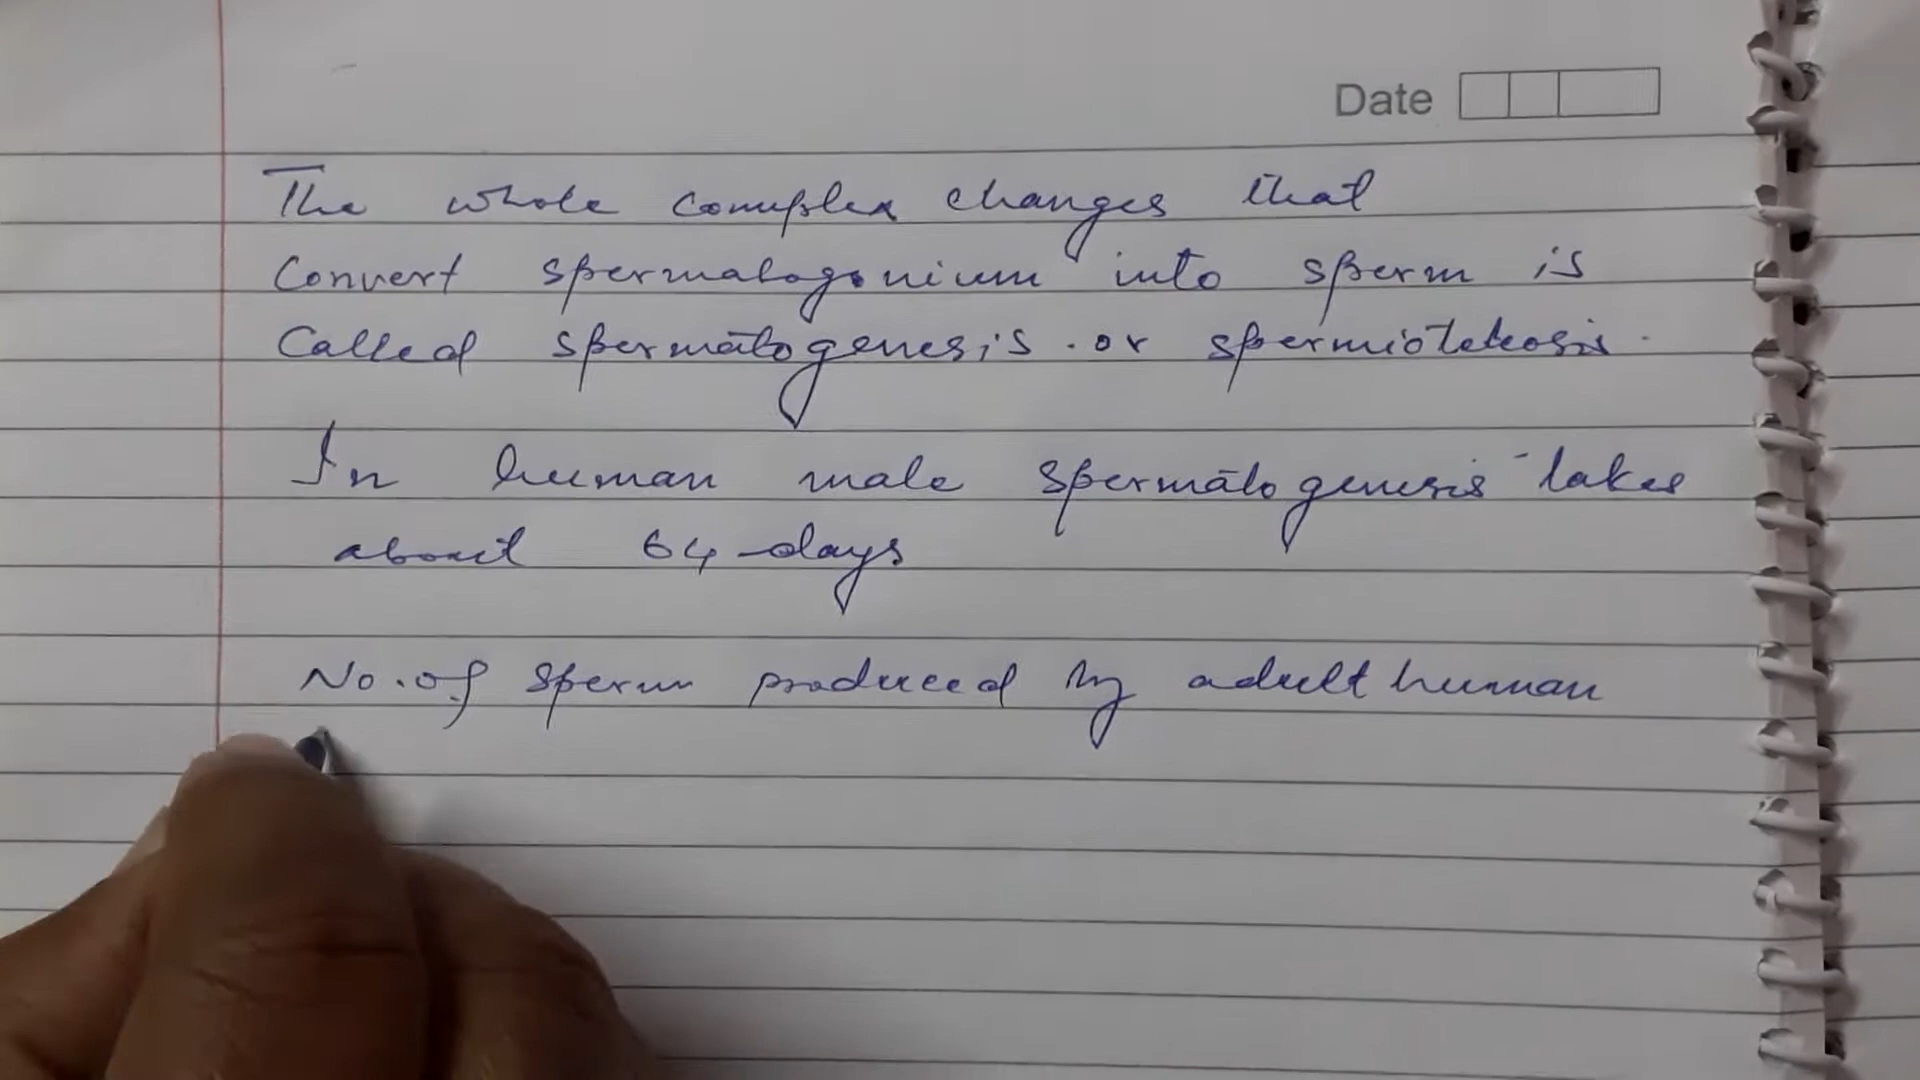 Date
The whole complex changes that
Convert spermatogonium into sperm is
Called spermatogenesis. or spermioteleosis.
In human male spermatogenesis takes
about 64 days
No. of sperm produced by adult human